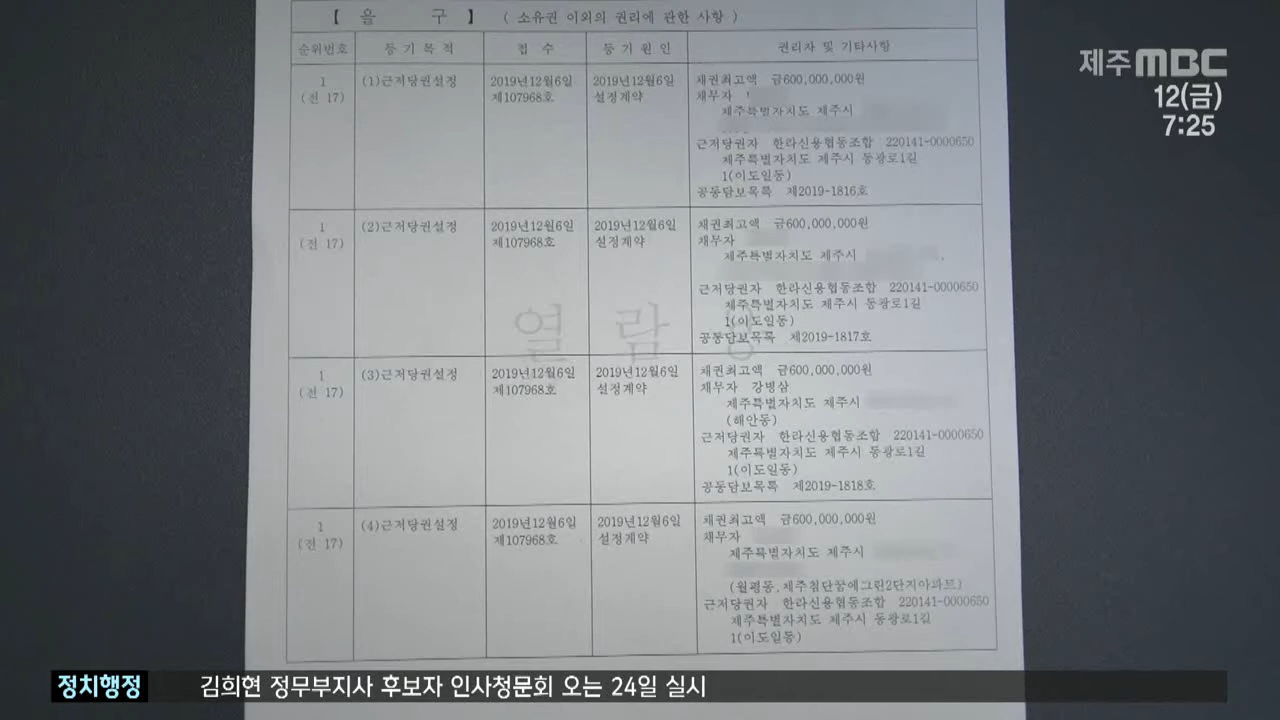 【 을 구 】 ( 소유권 이외의 권리에 관한 사항 )
순위번호 등 기 목 적 접 수 등 기 원 인 권리자 및 기타사항
1 (1)근저당권설정 2019년12월6일 2019년12월6일 채권최고액 금600,000,000원
(전 17) 제107968호 설정계약 채무자
제주특별자치도 제주시
근저당권자 한라신용협동조합 220141-0000650
제주특별자치도 제주시 동광로1길
1(이도일동)
공동담보목록 제2019-1816호
1 (2)근저당권설정 2019년12월6일 2019년12월6일 채권최고액 금600,000,000원
(전 17) 제107968호 설정계약 채무자
제주특별자치도 제주시
근저당권자 한라신용협동조합 220141-0000650
제주특별자치도 제주시 동광로1길
1(이도일동)
공동담보목록 제2019-1817호
열 람 용
1 (3)근저당권설정 2019년12월6일 2019년12월6일 채권최고액 금600,000,000원
(전 17) 제107968호 설정계약 채무자 강병삼
제주특별자치도 제주시
(해안동)
근저당권자 한라신용협동조합 220141-0000650
제주특별자치도 제주시 동광로1길
1(이도일동)
공동담보목록 제2019-1818호
1 (4)근저당권설정 2019년12월6일 2019년12월6일 채권최고액 금600,000,000원
(전 17) 제107968호 설정계약 채무자
제주특별자치도 제주시
(월평동,제주첨단꿈에그린2단지아파트)
근저당권자 한라신용협동조합 220141-0000650
제주특별자치도 제주시 동광로1길
1(이도일동)
제주MBC
12(금)
7:25
정치행정 김희현 정무부지사 후보자 인사청문회 오는 24일 실시